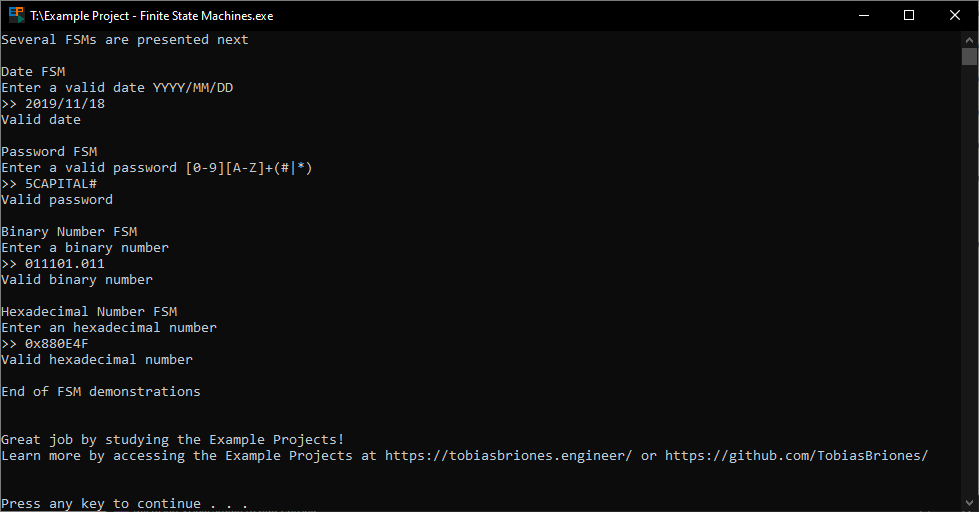 EP T:\Example Project - Finite State Machines.exe
Several FSMs are presented next
Date FSM
Enter a valid date YYYY/MM/DD
>> 2019/11/18
Valid date
Password FSM
Enter a valid password [0-9][A-Z]+(#|*)
>> 5CAPITAL#
Valid password
Binary Number FSM
Enter a binary number
>> 011101.011
Valid binary number
Hexadecimal Number FSM
Enter an hexadecimal number
>> 0x880E4F
Valid hexadecimal number
End of FSM demonstrations
Great job by studying the Example Projects!
Learn more by accessing the Example Projects at https://tobiasbriones.engineer/ or https://github.com/TobiasBriones/
Press any key to continue . . .